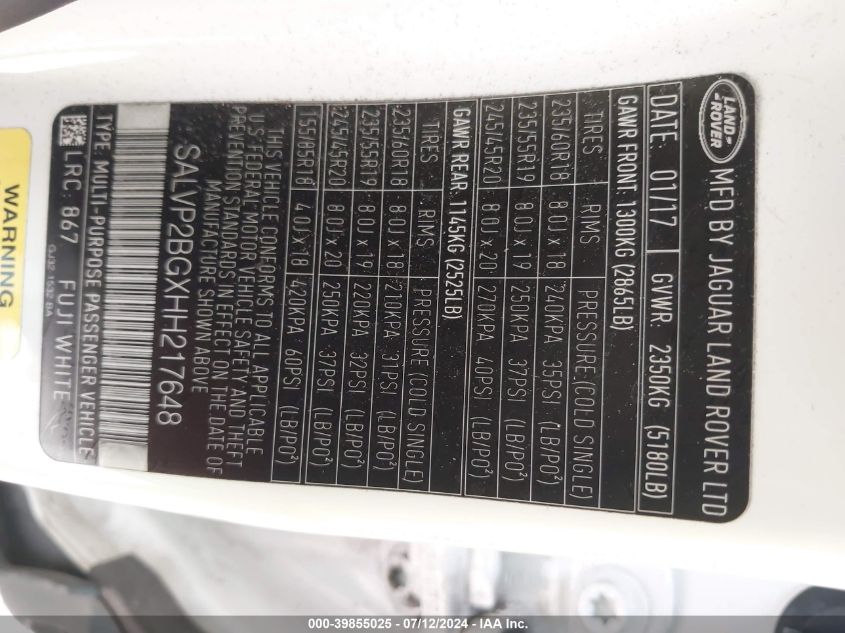 LAND-
-ROVER
MFD BY JAGUAR LAND ROVER LTD
DATE: 01/17 GVWR: 2350KG (5180LB)
GAWR FRONT: 1300KG (2865LB)
TIRES RIMS PRESSURE (COLD SINGLE)
235/60R18 8.0J x 18 240KPA 35PSI (LB/PO²)
235/55R19 8.0J x 19 250KPA 37PSI (LB/PO²)
245/45R20 8.0J x 20 270KPA 40PSI (LB/PO²)
GAWR REAR: 1145KG (2525LB)
TIRES RIMS PRESSURE (COLD SINGLE)
235/60R18 8.0J x 18 210KPA 31PSI (LB/PO²)
235/55R19 8.0J x 19 220KPA 32PSI (LB/PO²)
245/45R20 8.0J x 20 250KPA 37PSI (LB/PO²)
155/85R18 4.0J x 18 420KPA 60PSI (LB/PO²)
THIS VEHICLE CONFORMS TO ALL APPLICABLE
U.S. FEDERAL MOTOR VEHICLE SAFETY AND THEFT
PREVENTION STANDARDS IN EFFECT ON THE DATE OF
MANUFACTURE SHOWN ABOVE
SALVP2BGXHH217648
TYPE: MULTI-PURPOSE PASSENGER VEHICLE
LRC: 867 FUJI WHITE
GJ32-1532-BA
WARNING
000-39855025 - 07/12/2024 - IAA Inc.